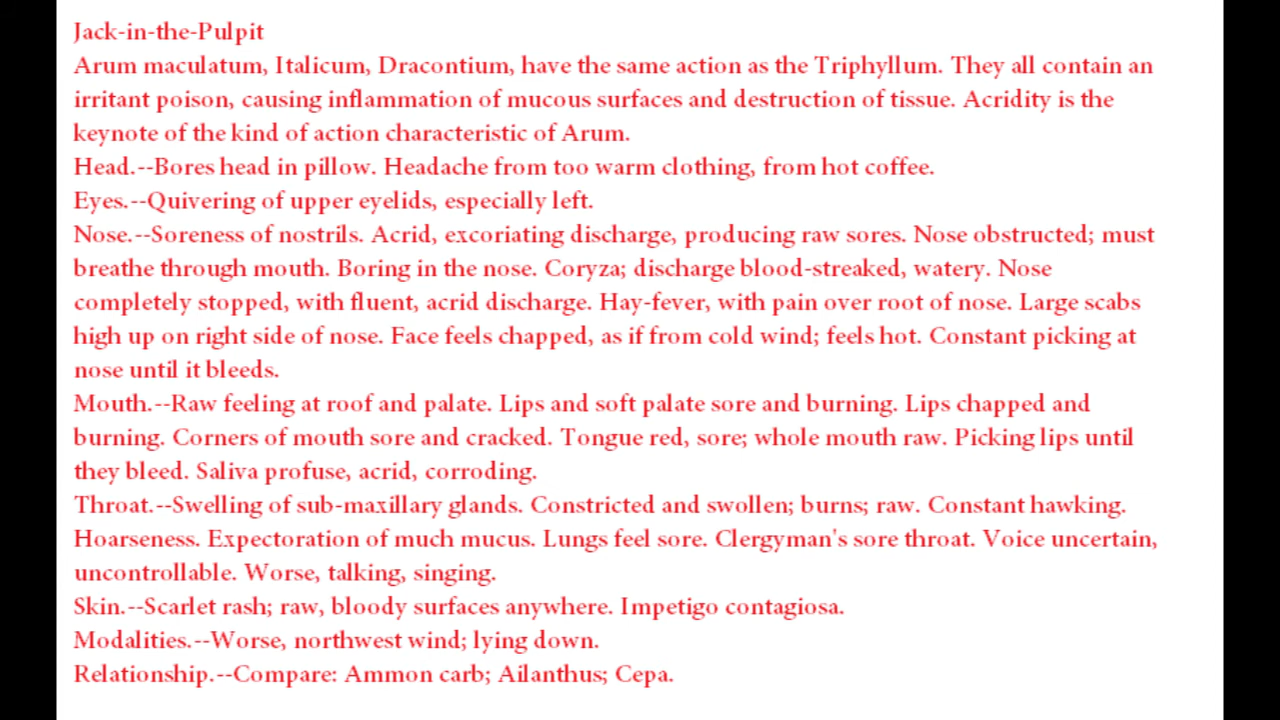 Jack-in-the-Pulpit
Arum maculatum, Italicum, Dracontium, have the same action as the Triphyllum. They all contain an
irritant poison, causing inflammation of mucous surfaces and destruction of tissue. Acridity is the
keynote of the kind of action characteristic of Arum.
Head.--Bores head in pillow. Headache from too warm clothing, from hot coffee.
Eyes.--Quivering of upper eyelids, especially left.
Nose.--Soreness of nostrils. Acrid, excoriating discharge, producing raw sores. Nose obstructed; must
breathe through mouth. Boring in the nose. Coryza; discharge blood-streaked, watery. Nose
completely stopped, with fluent, acrid discharge. Hay-fever, with pain over root of nose. Large scabs
high up on right side of nose. Face feels chapped, as if from cold wind; feels hot. Constant picking at
nose until it bleeds.
Mouth.--Raw feeling at roof and palate. Lips and soft palate sore and burning. Lips chapped and
burning. Corners of mouth sore and cracked. Tongue red, sore; whole mouth raw. Picking lips until
they bleed. Saliva profuse, acrid, corroding.
Throat.--Swelling of sub-maxillary glands. Constricted and swollen; burns; raw. Constant hawking.
Hoarseness. Expectoration of much mucus. Lungs feel sore. Clergyman's sore throat. Voice uncertain,
uncontrollable. Worse, talking, singing.
Skin.--Scarlet rash; raw, bloody surfaces anywhere. Impetigo contagiosa.
Modalities.--Worse, northwest wind; lying down.
Relationship.--Compare: Ammon carb; Ailanthus; Cepa.